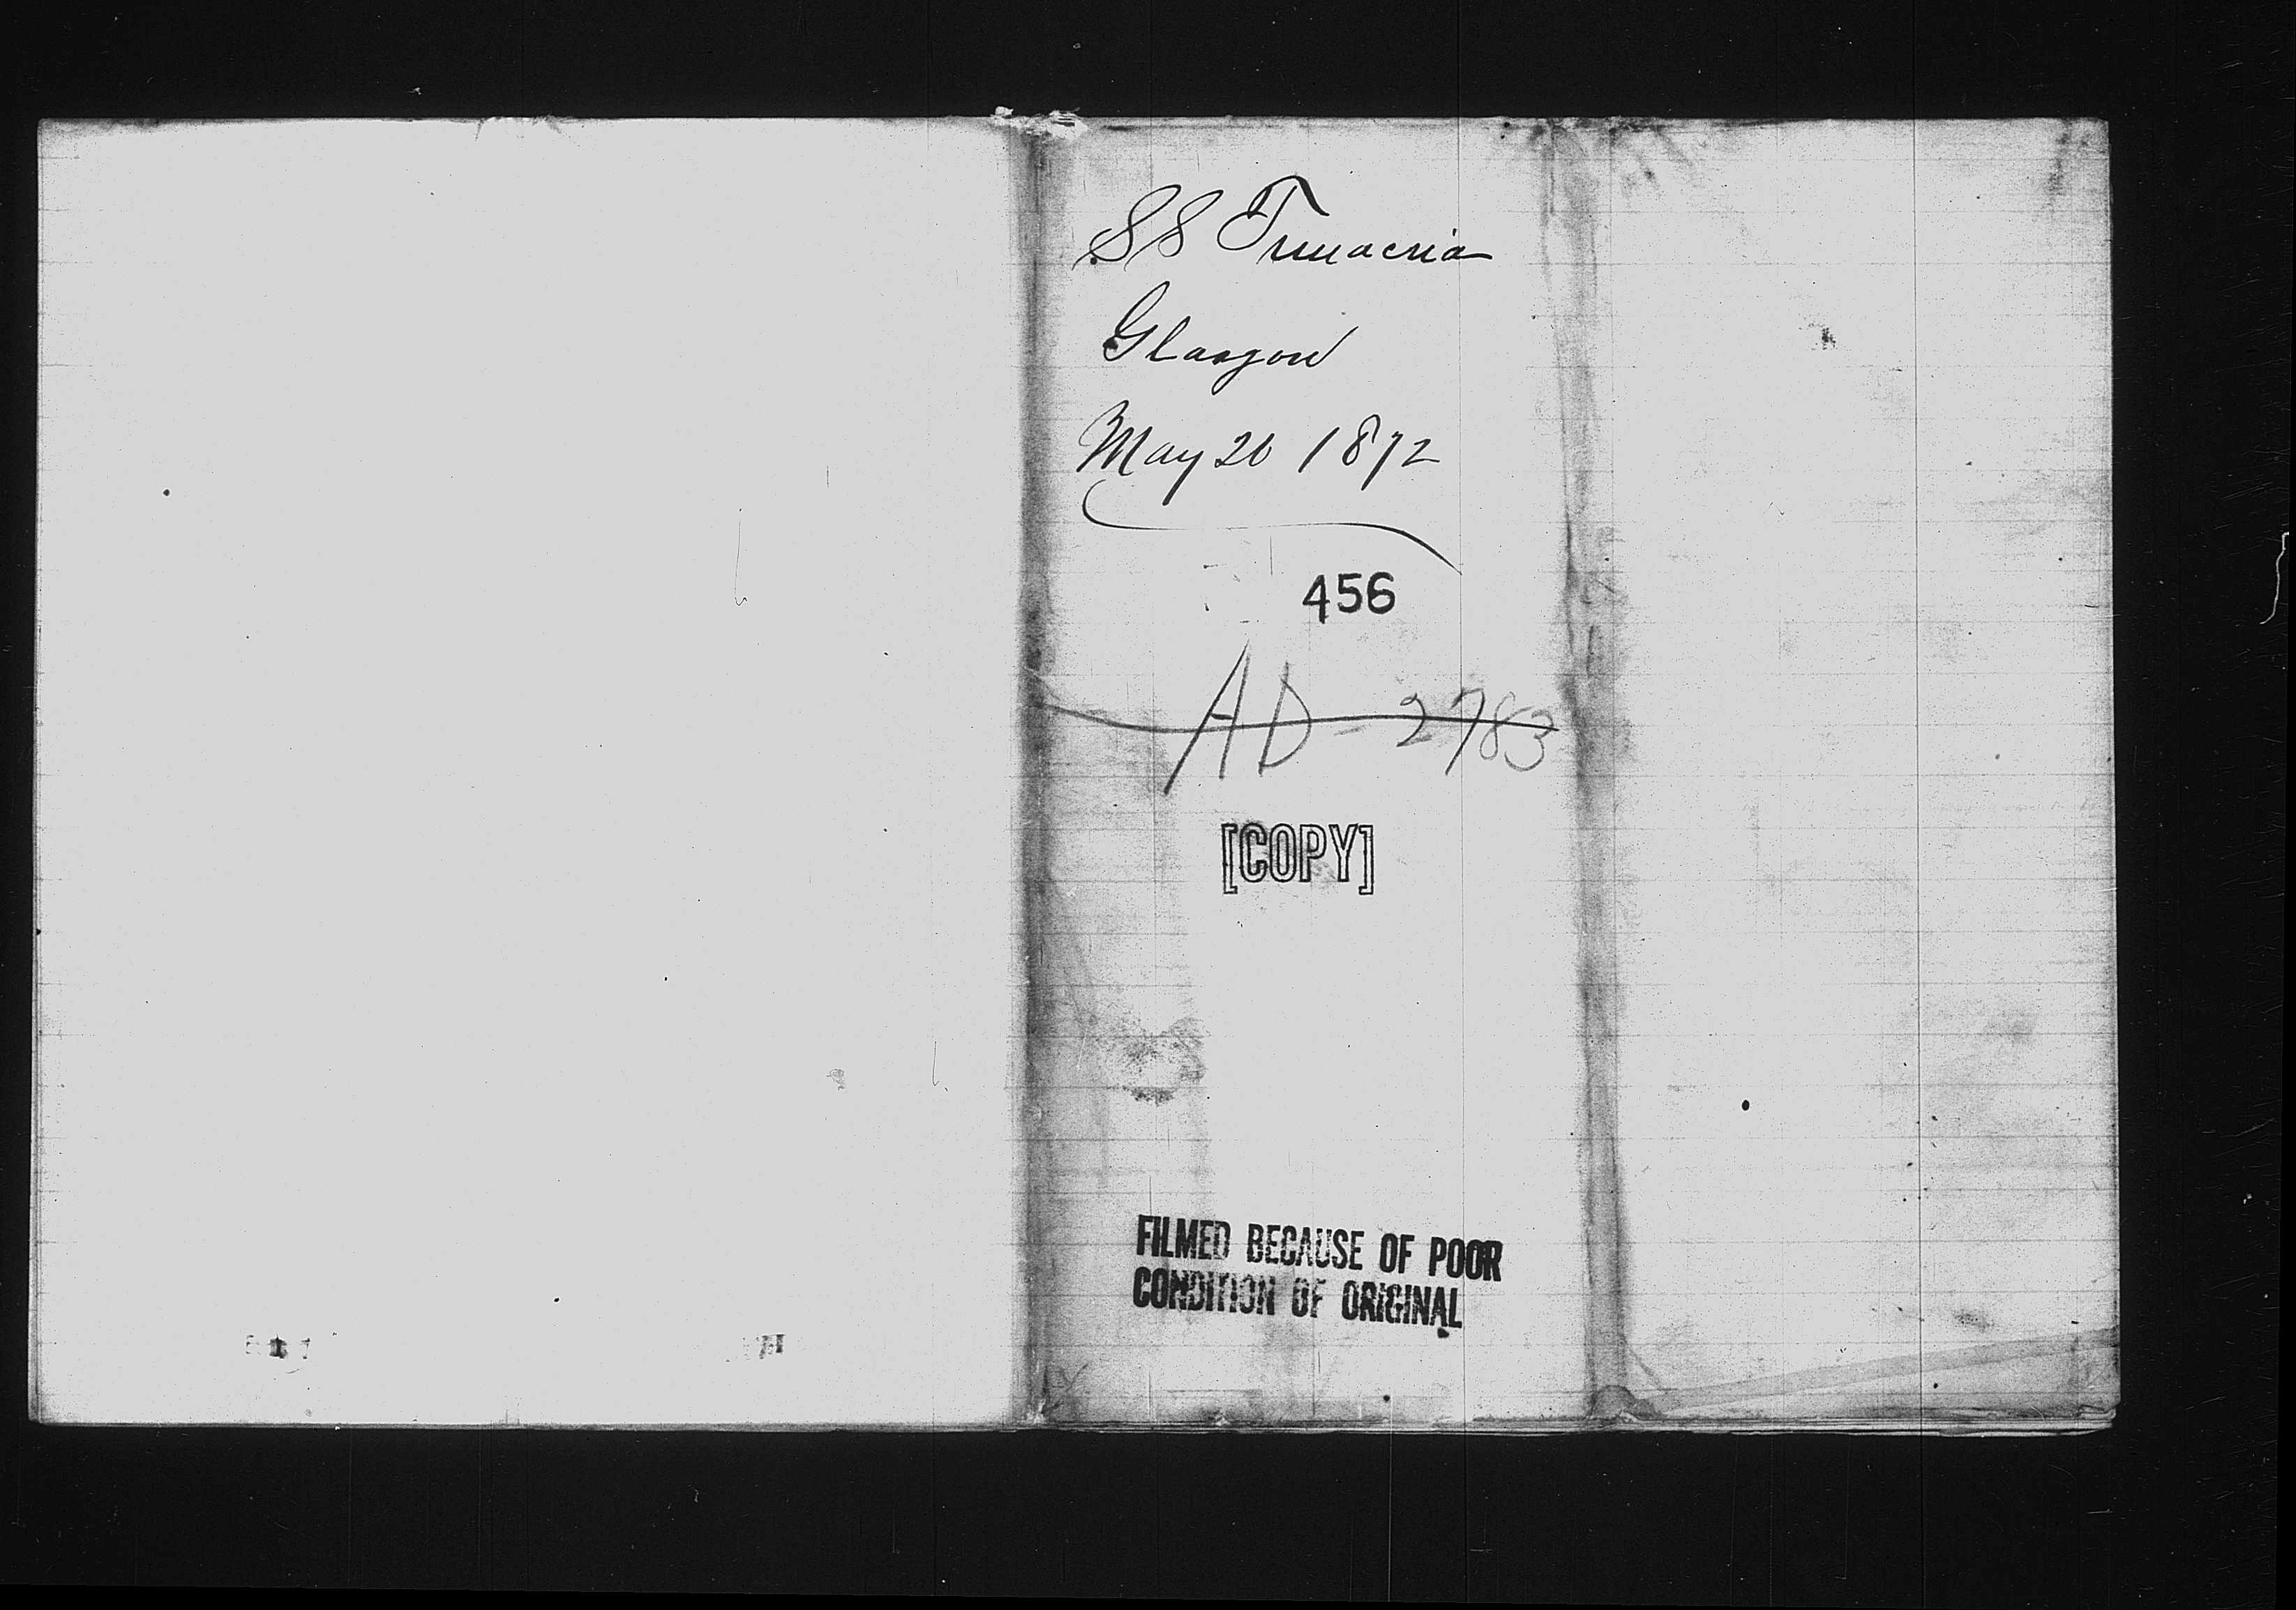 SS Trinacria
Glasgow
May 20 1872
456
AD - 2783
[COPY]
FILMED BECAUSE OF POOR
CONDITION OF ORIGINAL